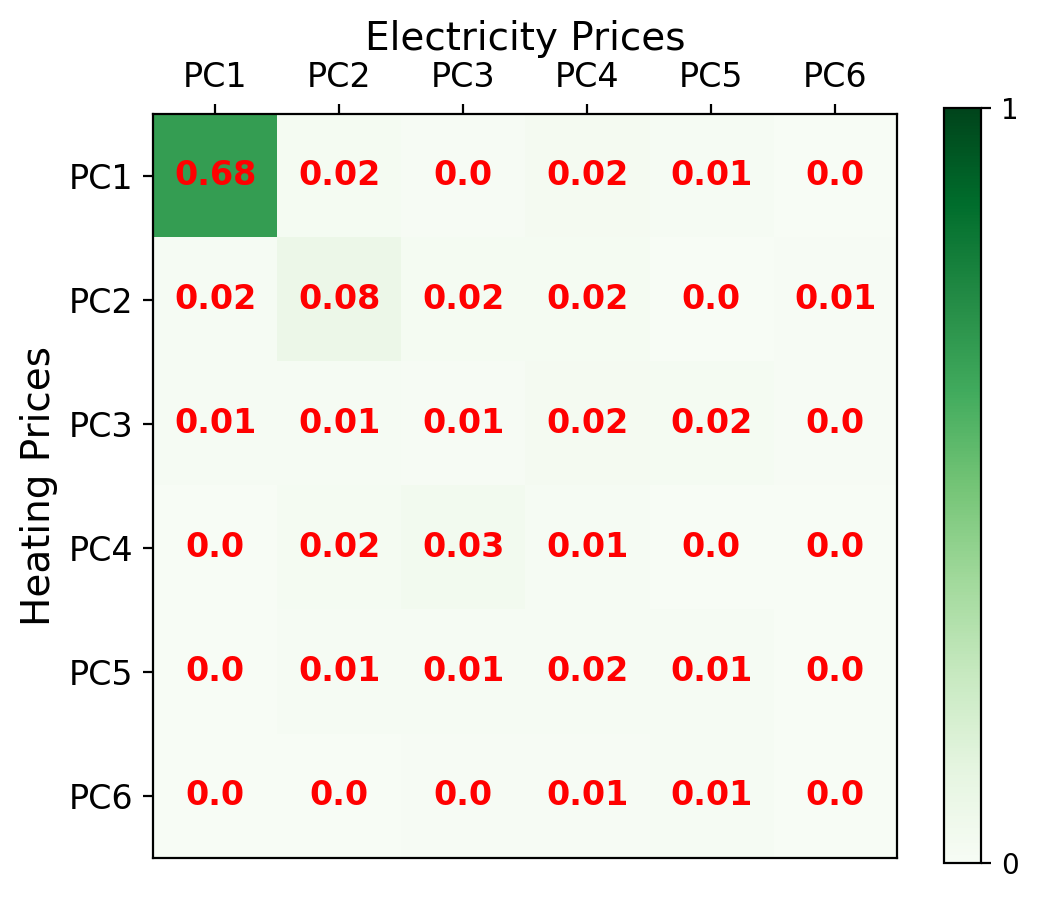 Electricity Prices
PC1 PC2 PC3 PC4 PC5 PC6
1
PC1 0.68 0.02 0.0 0.02 0.01 0.0
PC2 0.02 0.08 0.02 0.02 0.0 0.01
PC3 0.01 0.01 0.01 0.02 0.02 0.0
Heating Prices
PC4 0.0 0.02 0.03 0.01 0.0 0.0
PC5 0.0 0.01 0.01 0.02 0.01 0.0
PC6 0.0 0.0 0.0 0.01 0.01 0.0
0